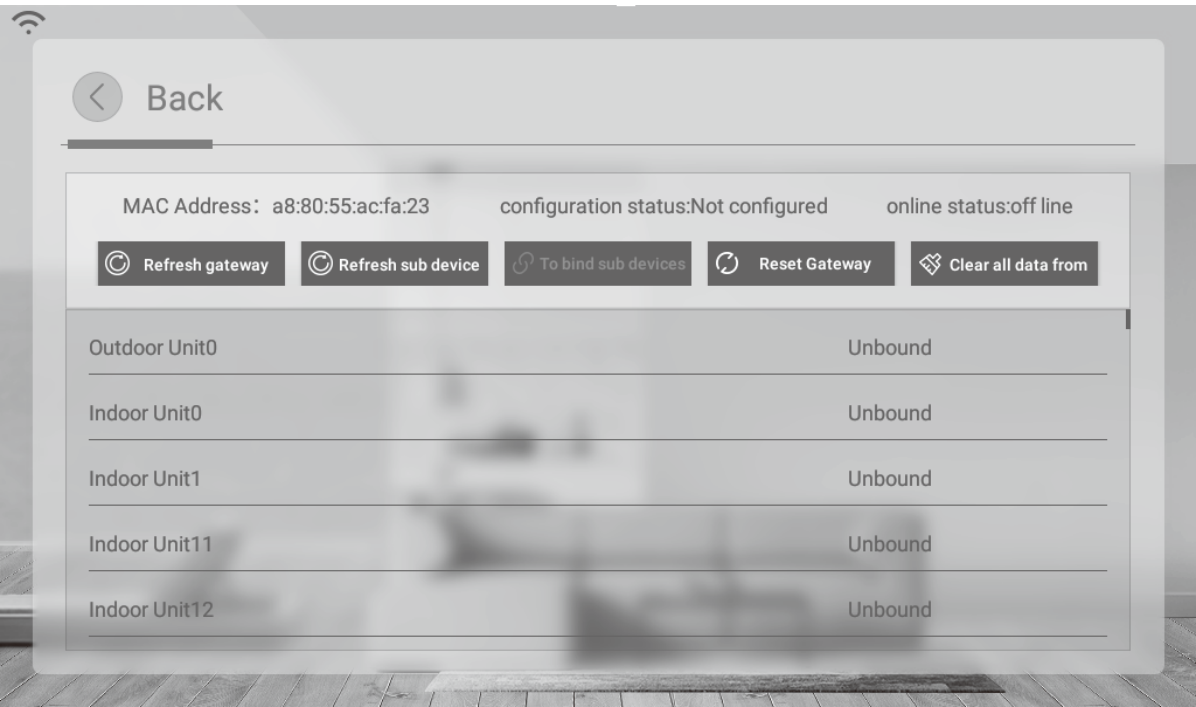 Back
MAC Address： a8:80:55:ac:fa:23 configuration status:Not configured online status:off line
Refresh gateway Refresh sub device To bind sub devices Reset Gateway Clear all data from
Outdoor Unit0 Unbound
Indoor Unit0 Unbound
Indoor Unit1 Unbound
Indoor Unit11 Unbound
Indoor Unit12 Unbound